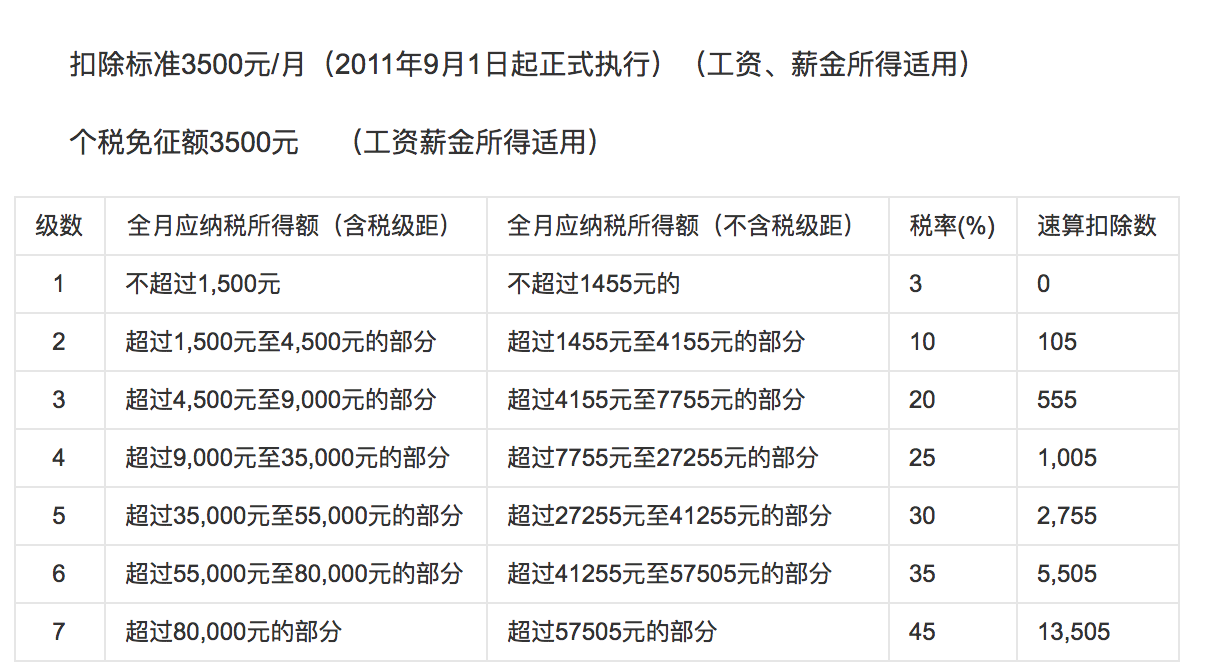 扣除标准3500元/月（2011年9月1日起正式执行）（工资、薪金所得适用）
个税免征额3500元 （工资薪金所得适用）
级数 全月应纳税所得额（含税级距） 全月应纳税所得额（不含税级距） 税率(%) 速算扣除数
1 不超过1,500元 不超过1455元的 3 0
2 超过1,500元至4,500元的部分 超过1455元至4155元的部分 10 105
3 超过4,500元至9,000元的部分 超过4155元至7755元的部分 20 555
4 超过9,000元至35,000元的部分 超过7755元至27255元的部分 25 1,005
5 超过35,000元至55,000元的部分 超过27255元至41255元的部分 30 2,755
6 超过55,000元至80,000元的部分 超过41255元至57505元的部分 35 5,505
7 超过80,000元的部分 超过57505元的部分 45 13,505